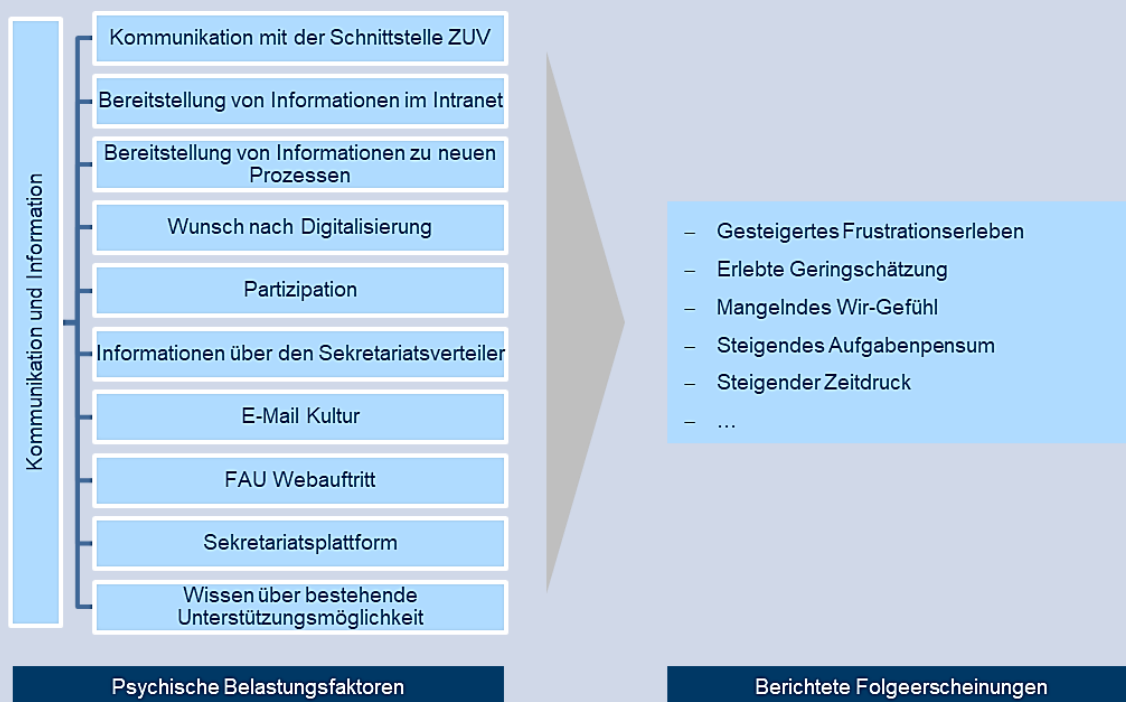 Kommunikation und Information
Kommunikation mit der Schnittstelle ZUV
Bereitstellung von Informationen im Intranet
Bereitstellung von Informationen zu neuen
Prozessen
Wunsch nach Digitalisierung
Partizipation
Informationen über den Sekretariatsverteiler
E-Mail Kultur
FAU Webauftritt
Sekretariatsplattform
Wissen über bestehende
Unterstützungsmöglichkeit
Psychische Belastungsfaktoren
– Gesteigertes Frustrationserleben
– Erlebte Geringschätzung
– Mangelndes Wir-Gefühl
– Steigendes Aufgabenpensum
– Steigender Zeitdruck
– …
Berichtete Folgeerscheinungen